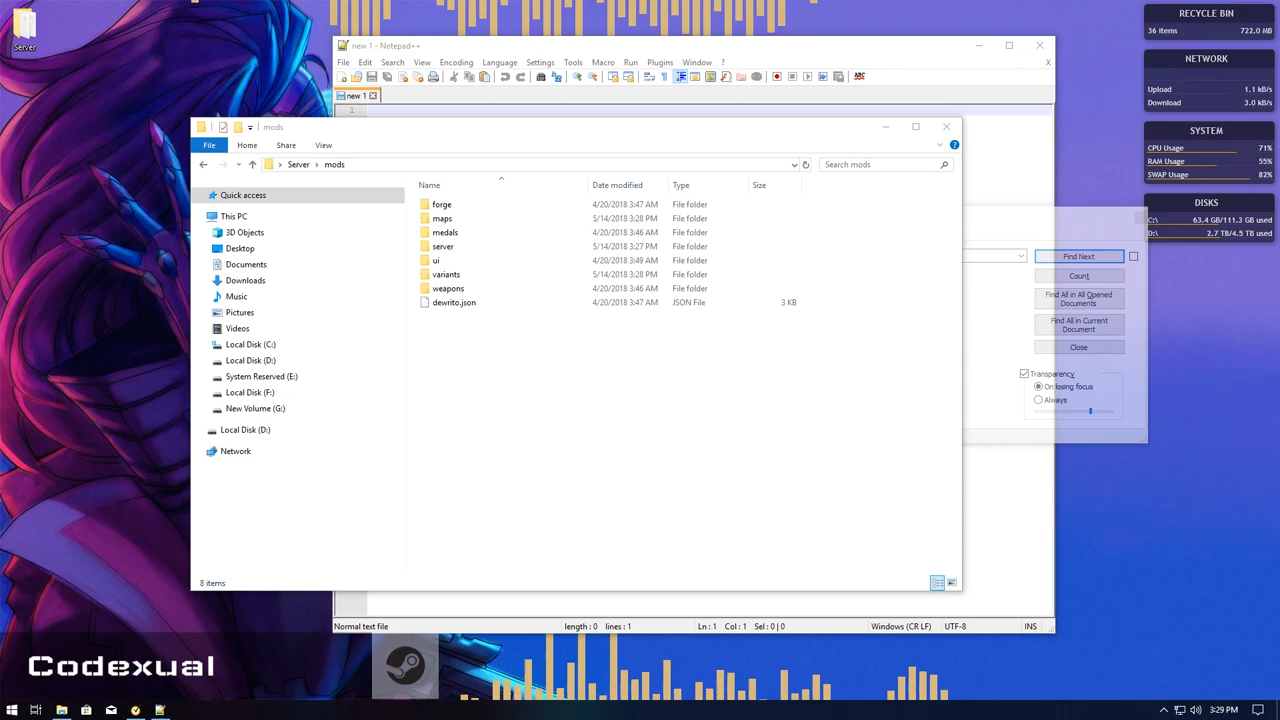 Server
new 1 - Notepad++
File Edit Search View Encoding Language Settings Tools Macro Run Plugins Window ? X
new 1
1
mods
File Home Share View
Server mods
Search mods
Name Date modified Type Size
forge 4/20/2018 3:47 AM File folder
maps 5/14/2018 3:28 PM File folder
medals 4/20/2018 3:46 AM File folder
server 5/14/2018 3:27 PM File folder
ui 4/20/2018 3:49 AM File folder
variants 5/14/2018 3:28 PM File folder
weapons 4/20/2018 3:46 AM File folder
dewrito.json 4/20/2018 3:47 AM JSON File 3 KB
Quick access
This PC
3D Objects
Desktop
Documents
Downloads
Music
Pictures
Videos
Local Disk (C:)
Local Disk (D:)
System Reserved (E:)
Local Disk (F:)
New Volume (G:)
Local Disk (D:)
Network
8 items
Find Next
Count
Find All in All Opened
Documents
Find All in Current
Document
Close
Transparency
On losing focus
Always
Normal text file length : 0 lines : 1 Ln : 1 Col : 1 Sel : 0 | 0 Windows (CR LF) UTF-8 INS
RECYCLE BIN
36 items 722.0 MB
NETWORK
Upload 1.1 kB/s
Download 3.0 kB/s
SYSTEM
CPU Usage 71%
RAM Usage 55%
SWAP Usage 82%
DISKS
C:\ 63.4 GB/111.3 GB used
D:\ 2.7 TB/4.5 TB used
Codexual
3:29 PM